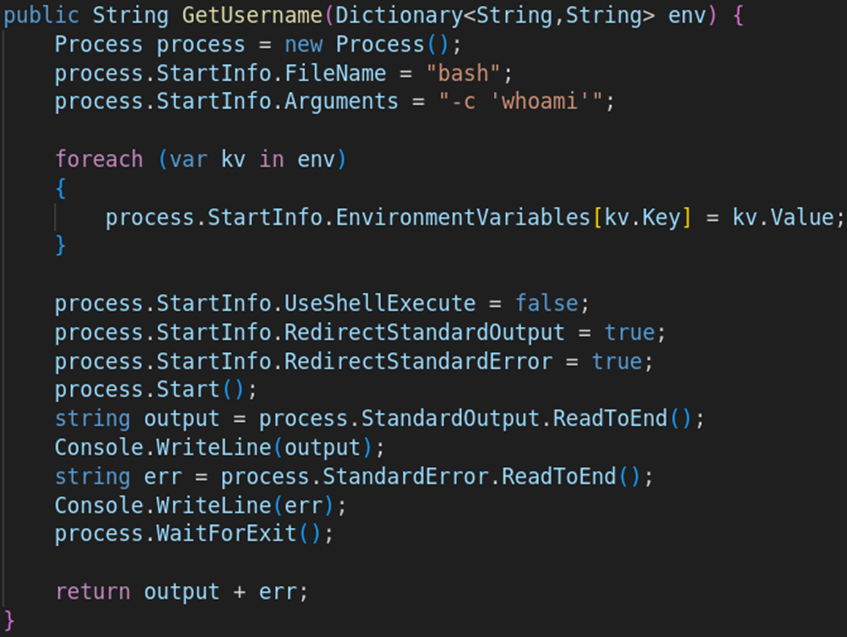 public String GetUsername(Dictionary<String,String> env) {
    Process process = new Process();
    process.StartInfo.FileName = "bash";
    process.StartInfo.Arguments = "-c 'whoami'";

    foreach (var kv in env)
    {
        process.StartInfo.EnvironmentVariables[kv.Key] = kv.Value;
    }

    process.StartInfo.UseShellExecute = false;
    process.StartInfo.RedirectStandardOutput = true;
    process.StartInfo.RedirectStandardError = true;
    process.Start();
    string output = process.StandardOutput.ReadToEnd();
    Console.WriteLine(output);
    string err = process.StandardError.ReadToEnd();
    Console.WriteLine(err);
    process.WaitForExit();

    return output + err;
}